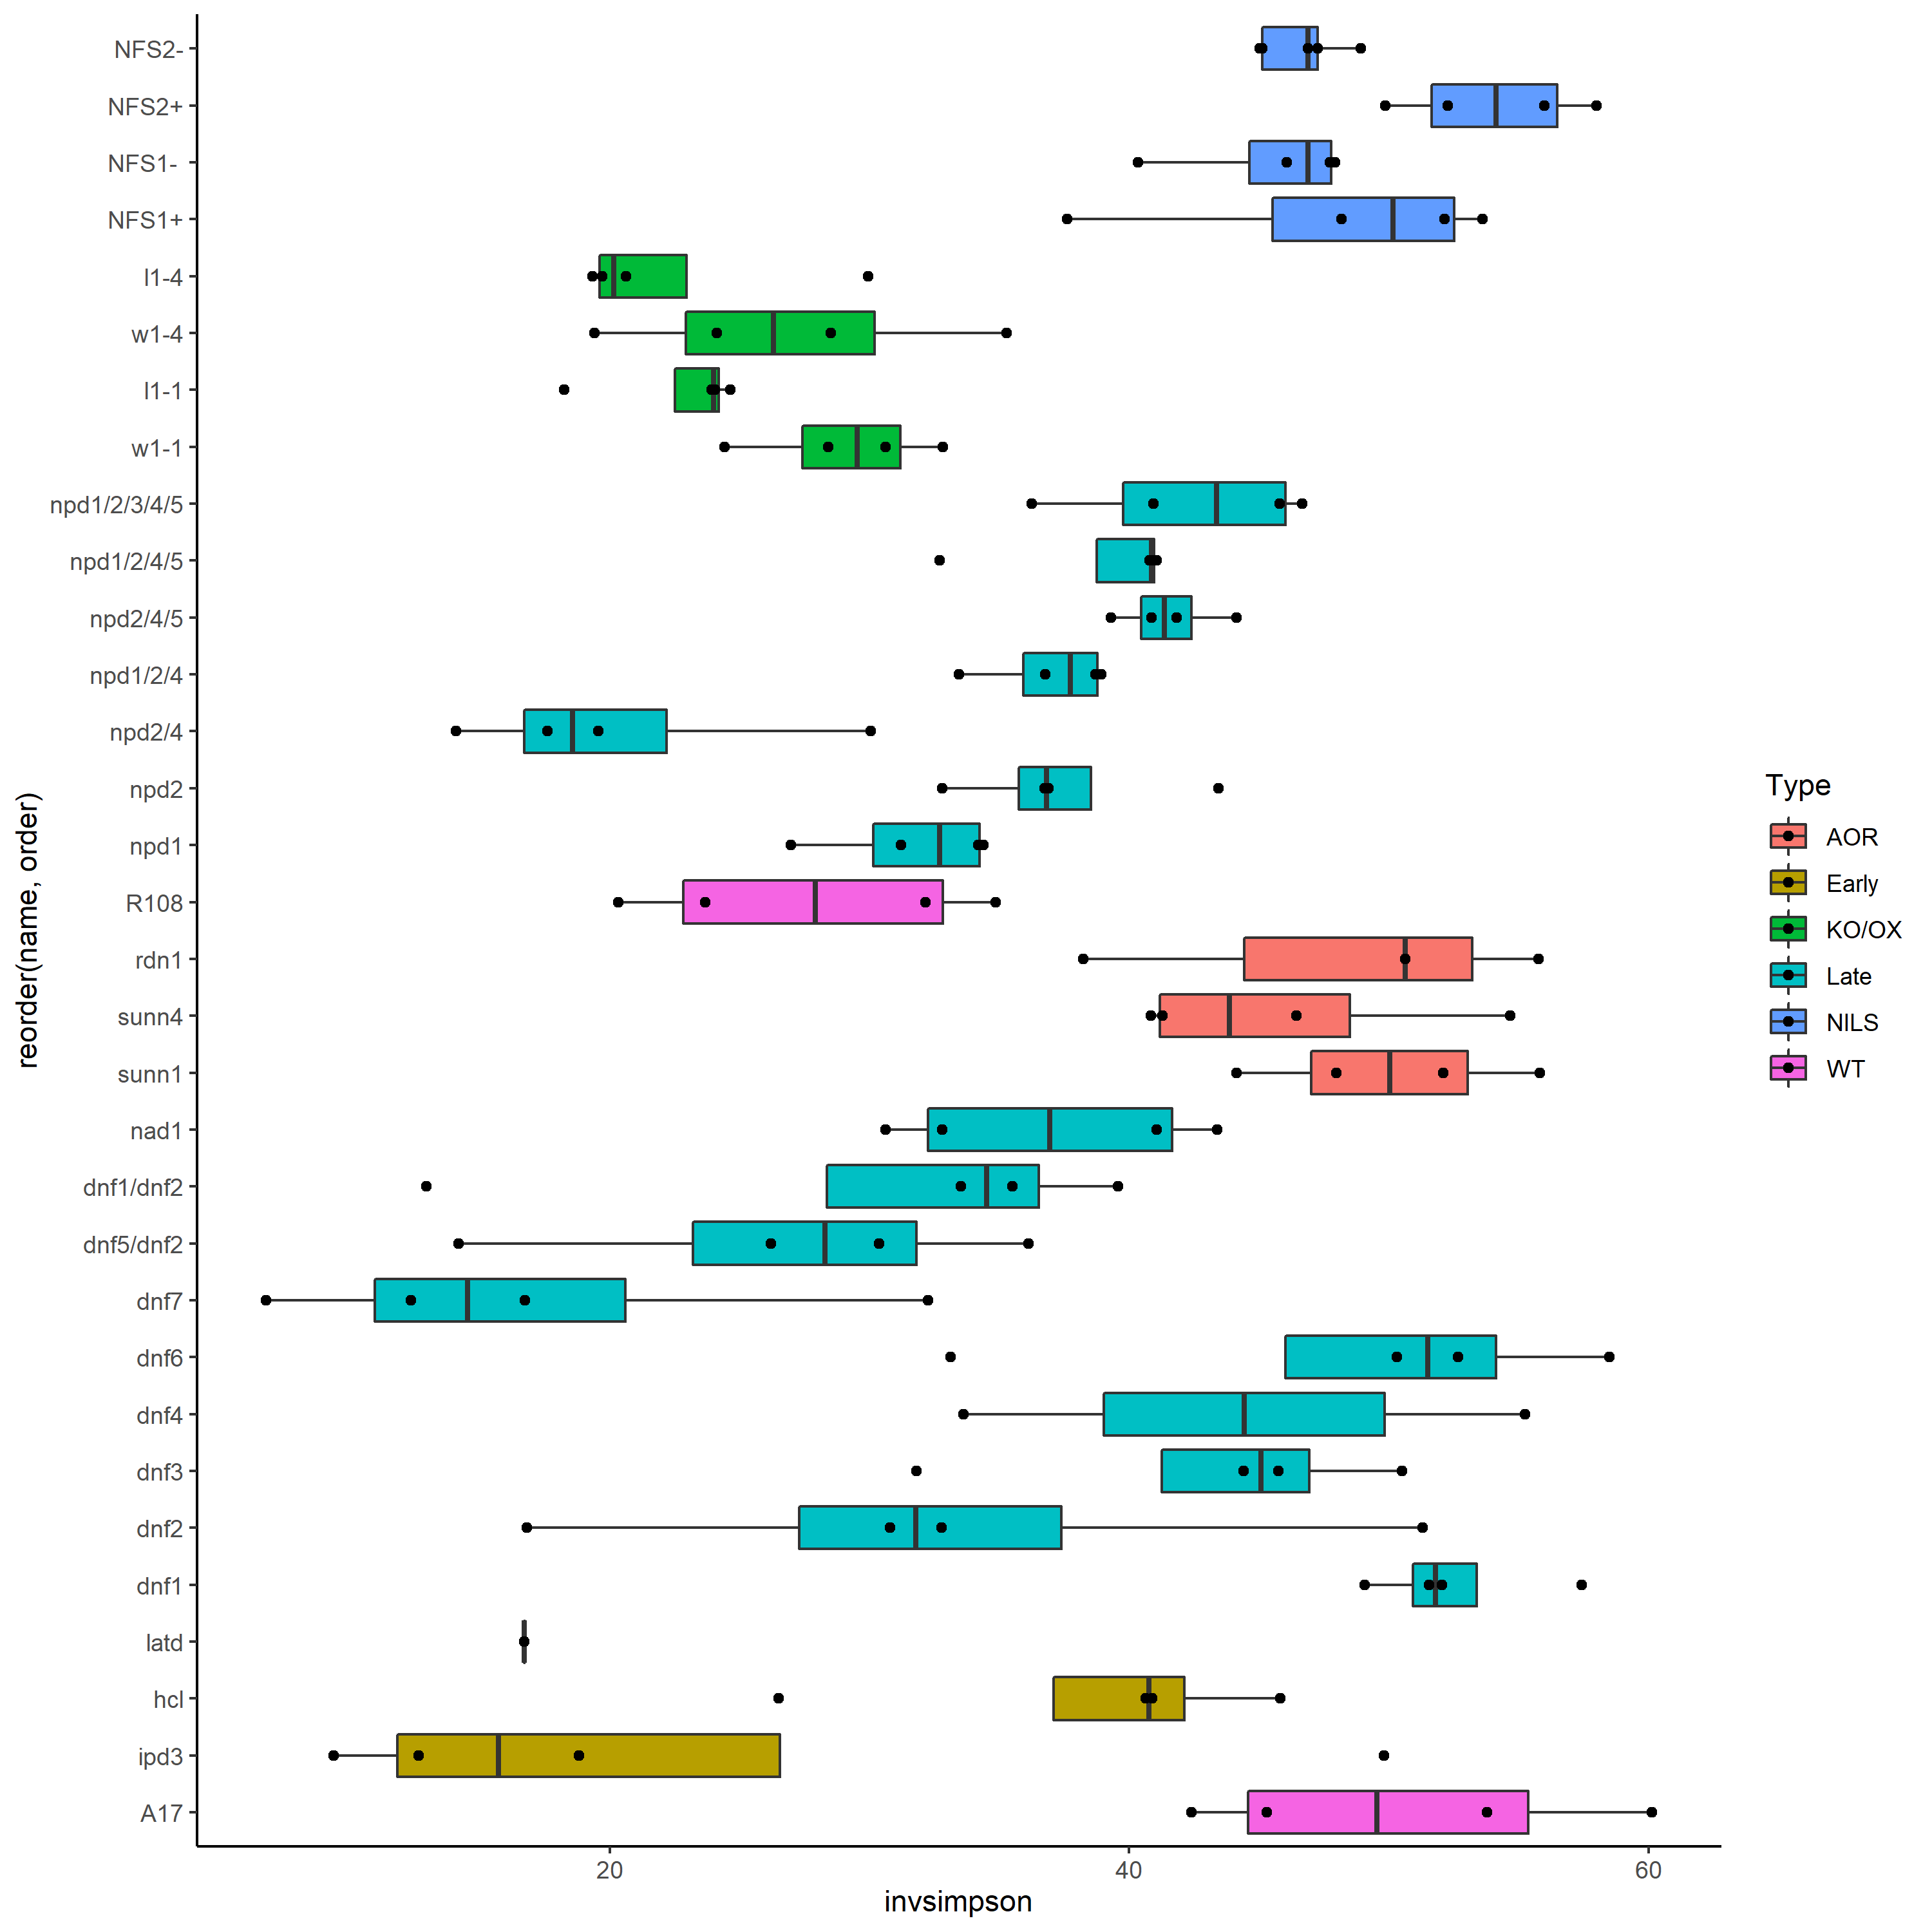 NFS2-
NFS2+
NFS1-
NFS1+
l1-4
w1-4
l1-1
w1-1
npd1/2/3/4/5
npd1/2/4/5
npd2/4/5
npd1/2/4
npd2/4
npd2
npd1
R108
rdn1
sunn4
sunn1
nad1
dnf1/dnf2
dnf5/dnf2
dnf7
dnf6
dnf4
dnf3
dnf2
dnf1
latd
hcl
ipd3
A17
reorder(name, order)
20 40 60
invsimpson
Type
AOR
Early
KO/OX
Late
NILS
WT